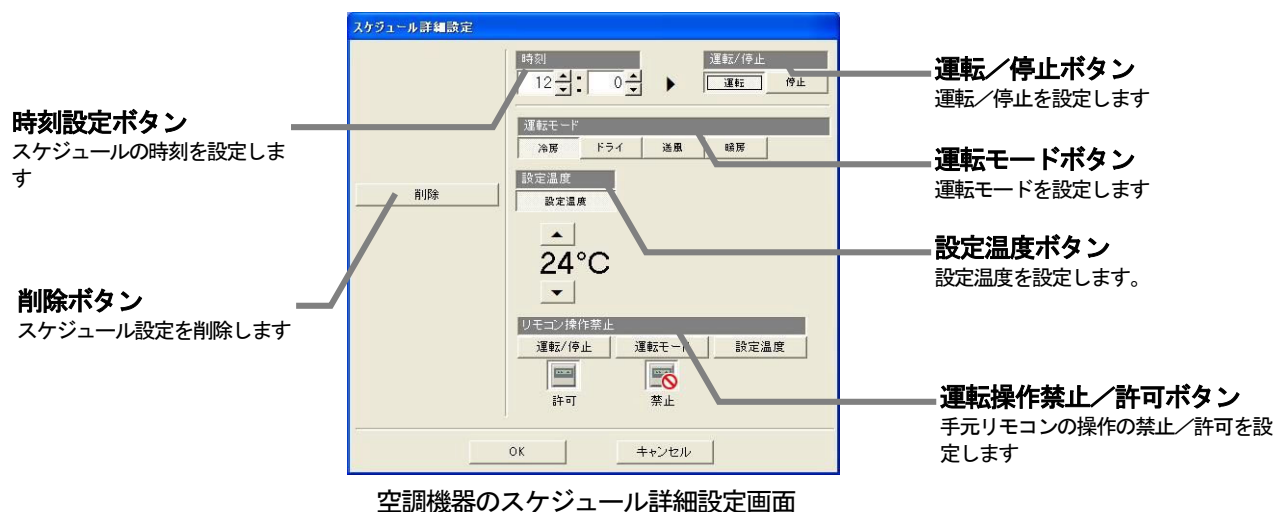 スケジュール詳細設定
時刻
運転/停止
12 : 0
運転
停止
運転モード
冷房
ドライ
送風
暖房
設定温度
設定温度
24°C
削除
リモコン操作禁止
運転/停止
運転モード
設定温度
許可
禁止
OK
キャンセル
時刻設定ボタン
スケジュールの時刻を設定しま
す
削除ボタン
スケジュール設定を削除します
運転／停止ボタン
運転／停止を設定します
運転モードボタン
運転モードを設定します
設定温度ボタン
設定温度を設定します。
運転操作禁止／許可ボタン
手元リモコンの操作の禁止／許可を設
定します
空調機器のスケジュール詳細設定画面